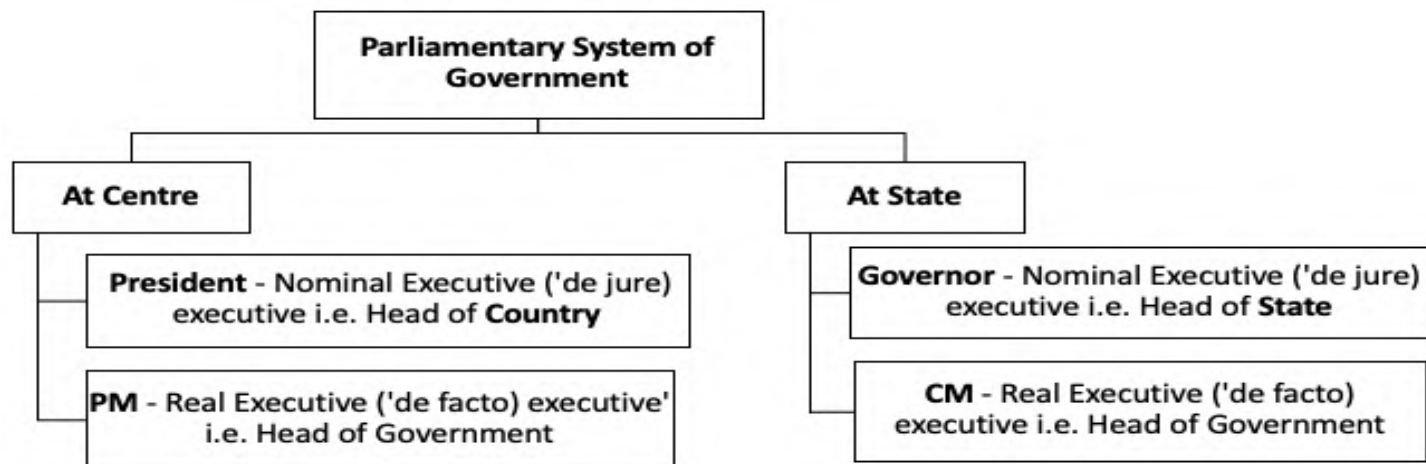 Parliamentary System of
Government
At Centre
President - Nominal Executive ('de jure)
executive i.e. Head of Country
PM - Real Executive ('de facto) executive'
i.e. Head of Government
At State
Governor - Nominal Executive ('de jure)
executive i.e. Head of State
CM - Real Executive ('de facto)
executive i.e. Head of Government